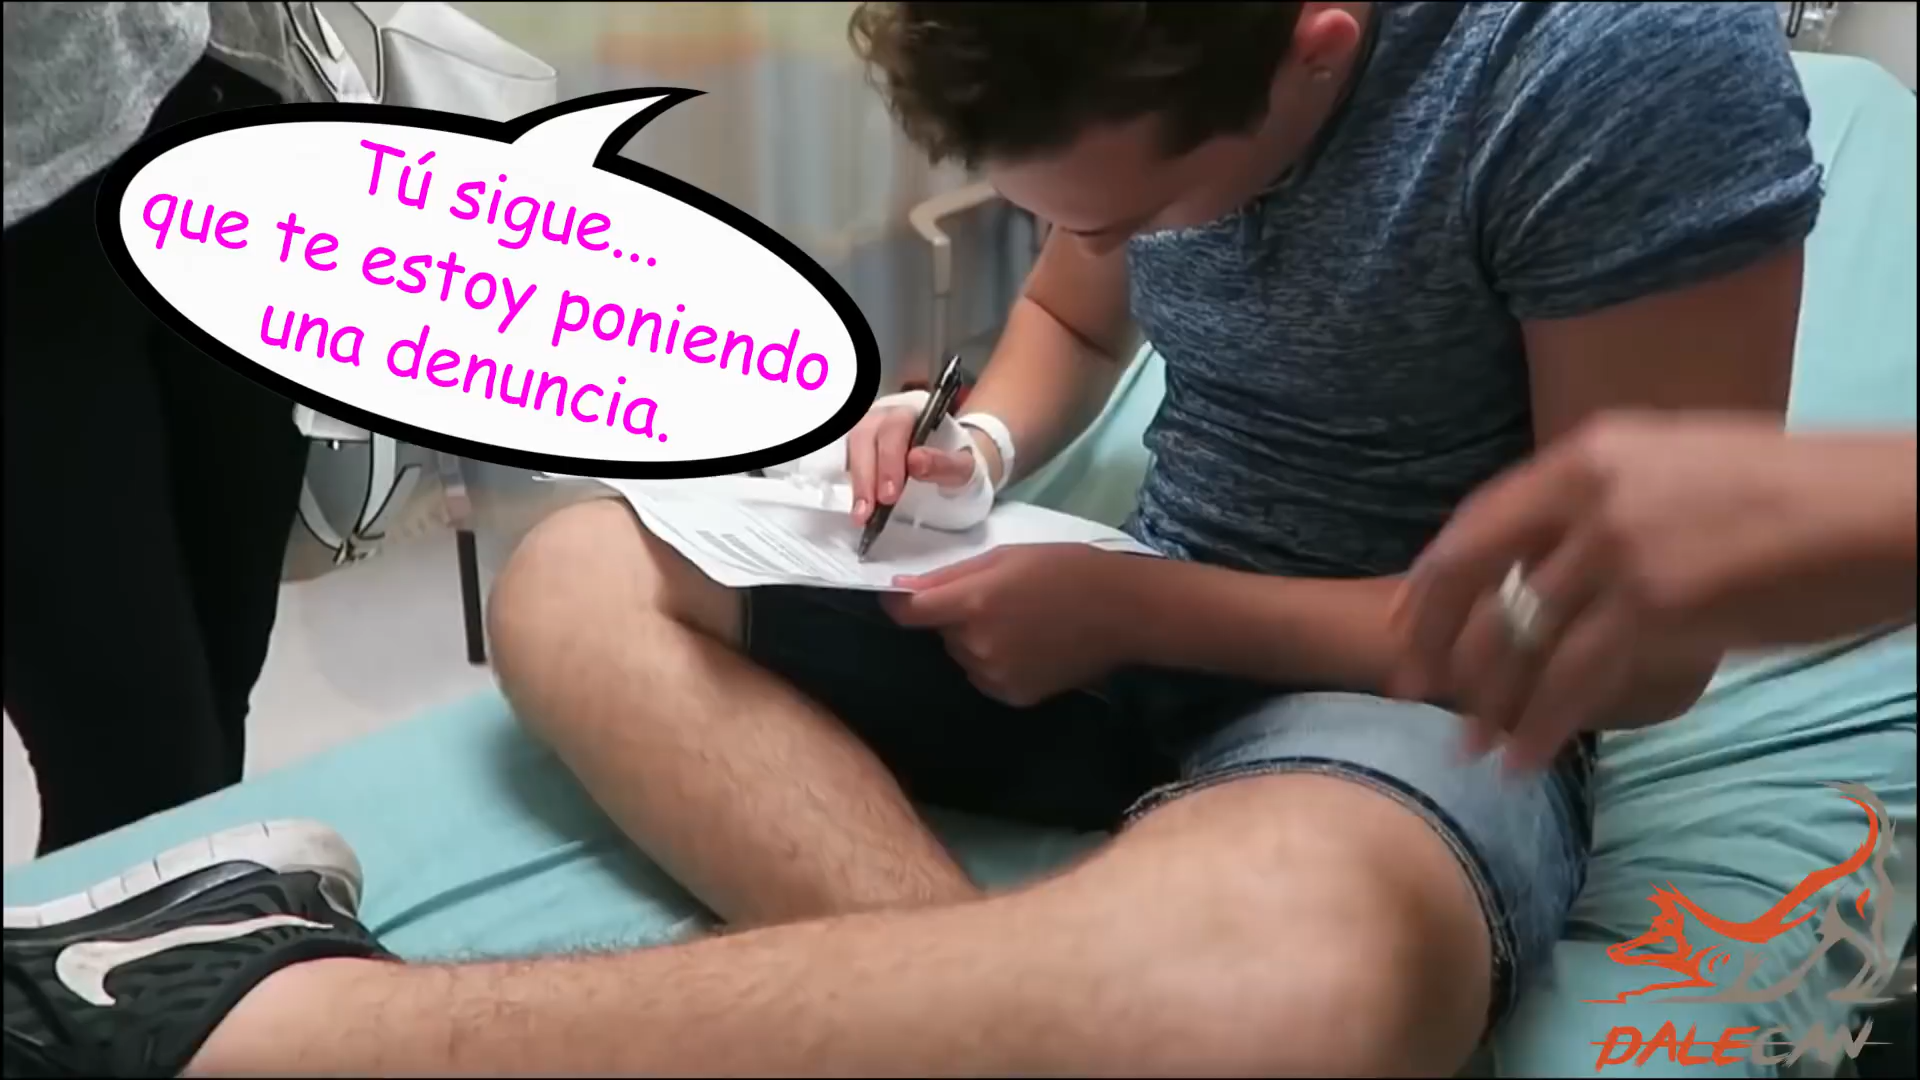 Tú sigue...
que te estoy poniendo
una denuncia.
DALECAN